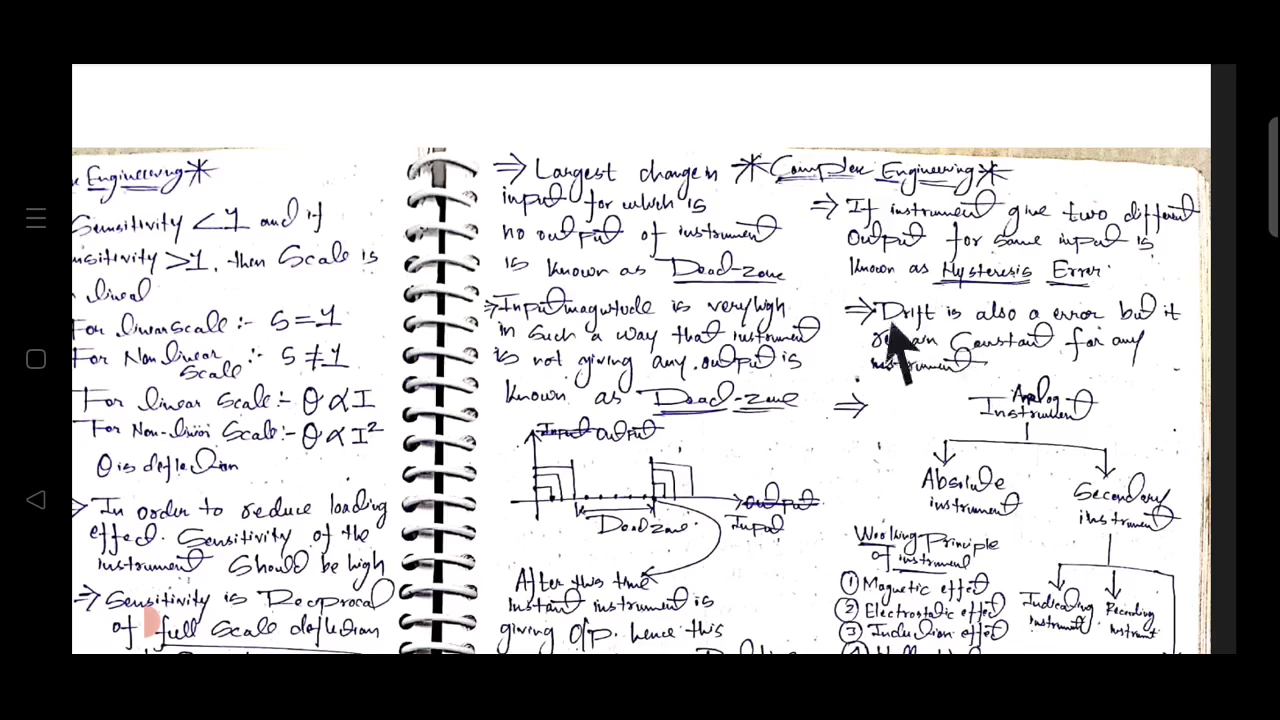 Engineering*
Sensitivity < 1 and if
nsitivity > 1, then Scale is
lineal
For linear scale :- S = 1
For Non linear Scale :- S ≠ 1
For linear Scale :- θ ∝ I
For Non-linear Scale :- θ ∝ I²
θ is deflection
In order to reduce loading
effect. Sensitivity of the
instrument Should be high
⇒ Sensitivity is Reciprocal
of full Scale deflection
⇒ Largest change in
input for which is
no output of instrument
is known as Dead-zone
⇒ Input magnitude is very high
in such a way that instrument
is not giving any output is
known as Dead-zone
Input Output
output
Input
Dead zone
After this time
instant instrument is
giving O/p. hence this
*Complex Engineering*
⇒ If instrument give two different
output for same input is
known as Hysteresis Error.
⇒ Drift is also a error but it
remain Constant for any
instrument
⇒ Analog
Instrument
Absolute
instrument
Secondary
instrument
Working Principle
of instrument
① Magnetic effect
② Electrostatic effect
③ Induction effect
Indicating
instrument
Recording
instrument